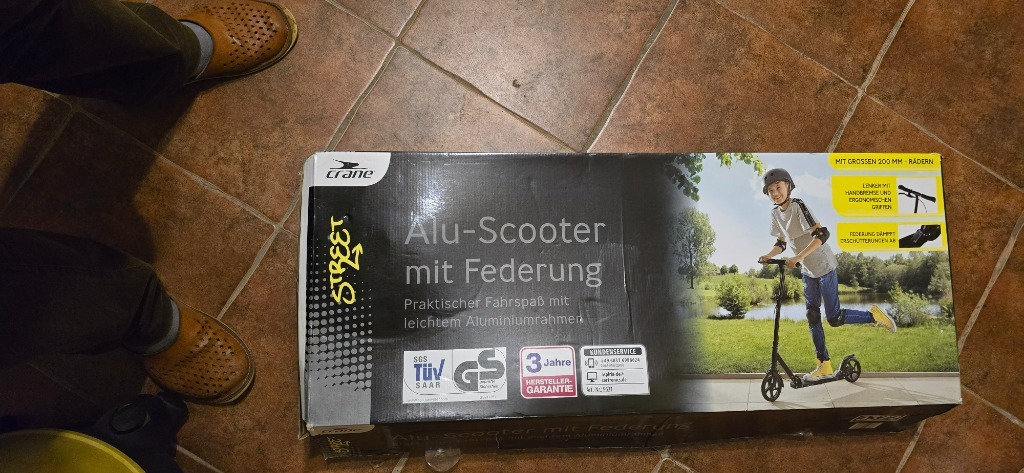 crane
STREET
Alu-Scooter
mit Federung
Praktischer Fahrspaß mit
leichtem Aluminiumrahmen
SGS
TÜV
SAAR
GS
3 Jahre
HERSTELLER-
GARANTIE
KUNDENSERVICE
MIT GROSSEN 200 MM - RÄDERN
LENKER MIT
HANDBREMSE UND
ERGONOMISCHEN
GRIFFEN
FEDERUNG DÄMPFT
ERSCHÜTTERUNGEN AB
crane
STREET
Alu-Scooter mit Federung